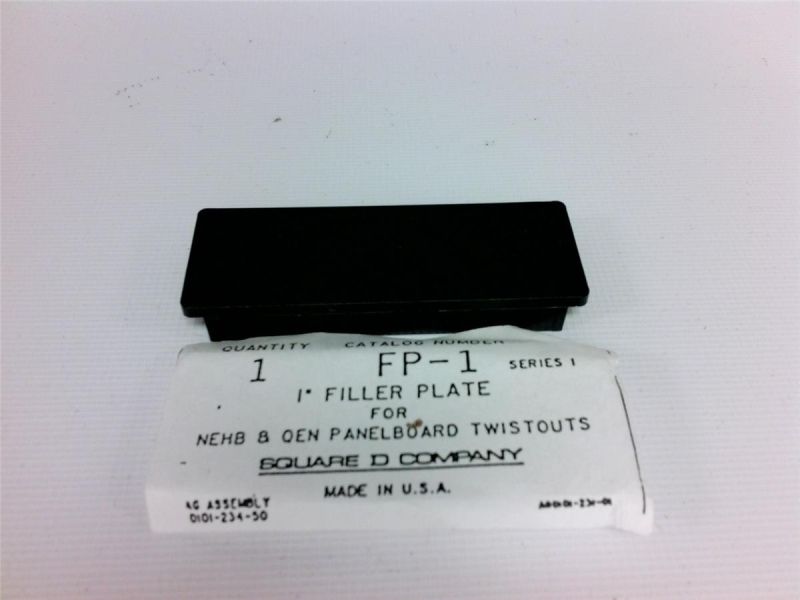 QUANTITY CATALOG NUMBER
1 FP-1 SERIES 1
1" FILLER PLATE
FOR
NEHB & QEN PANELBOARD TWISTOUTS
SQUARE D COMPANY
MADE IN U.S.A.
ASSEMBLY
0101-234-50